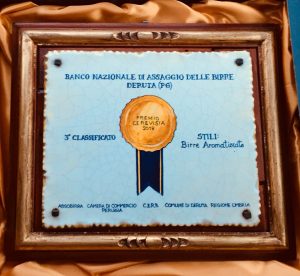 BANCO NAZIONALE DI ASSAGGIO DELLE BIRRE
DERUTA (PG)
PREMIO
CEREVISIA
2019
3° CLASSIFICATO
STILI:
Birre Aromatizzate
ASSOBIRRA
CAMERA DI COMMERCIO
PERUGIA
C.E.R.B.
COMUNE DI DERUTA
REGIONE UMBRIA